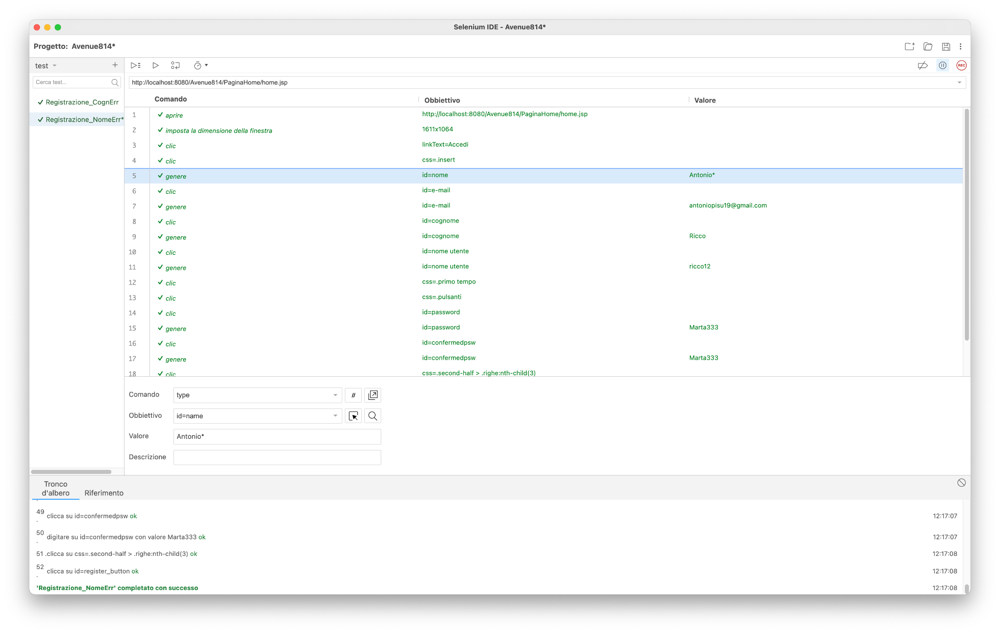 Selenium IDE - Avenue814*
Progetto: Avenue814*
test
Cerca test...
Registrazione_CognErr
Registrazione_NomeErr*
REC
http://localhost:8080/Avenue814/PaginaHome/home.jsp
Comando Obbiettivo Valore
1 aprire http://localhost:8080/Avenue814/PaginaHome/home.jsp
2 imposta la dimensione della finestra 1611x1064
3 clic linkText=Accedi
4 clic css=.insert
5 genere id=nome Antonio*
6 clic id=e-mail
7 genere id=e-mail antoniopisu19@gmail.com
8 clic id=cognome
9 genere id=cognome Ricco
10 clic id=nome utente
11 genere id=nome utente ricco12
12 clic css=.primo tempo
13 clic css=.pulsanti
14 clic id=password
15 genere id=password Marta333
16 clic id=confermedpsw
17 genere id=confermedpsw Marta333
18 clic css=.second-half > .righe:nth-child(3)
Comando type //
Obbiettivo id=name
Valore Antonio*
Descrizione
Tronco
d'albero Riferimento
49. clicca su id=confermedpsw ok 12:17:07
50. digitare su id=confermedpsw con valore Marta333 ok 12:17:07
51 .clicca su css=.second-half > .righe:nth-child(3) ok 12:17:08
52. clicca su id=register_button ok 12:17:08
'Registrazione_NomeErr' completato con successo 12:17:08